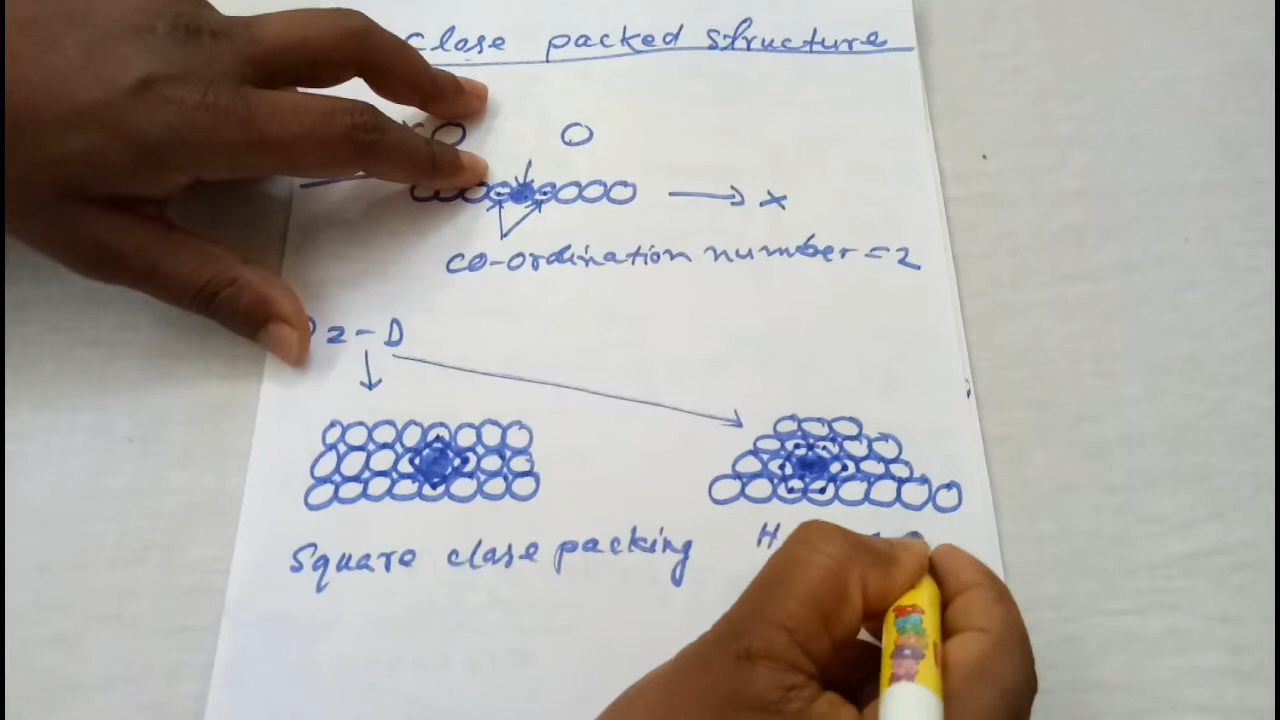 close packed structure
x
co-ordination number = 2
2-D
Square close packing
H